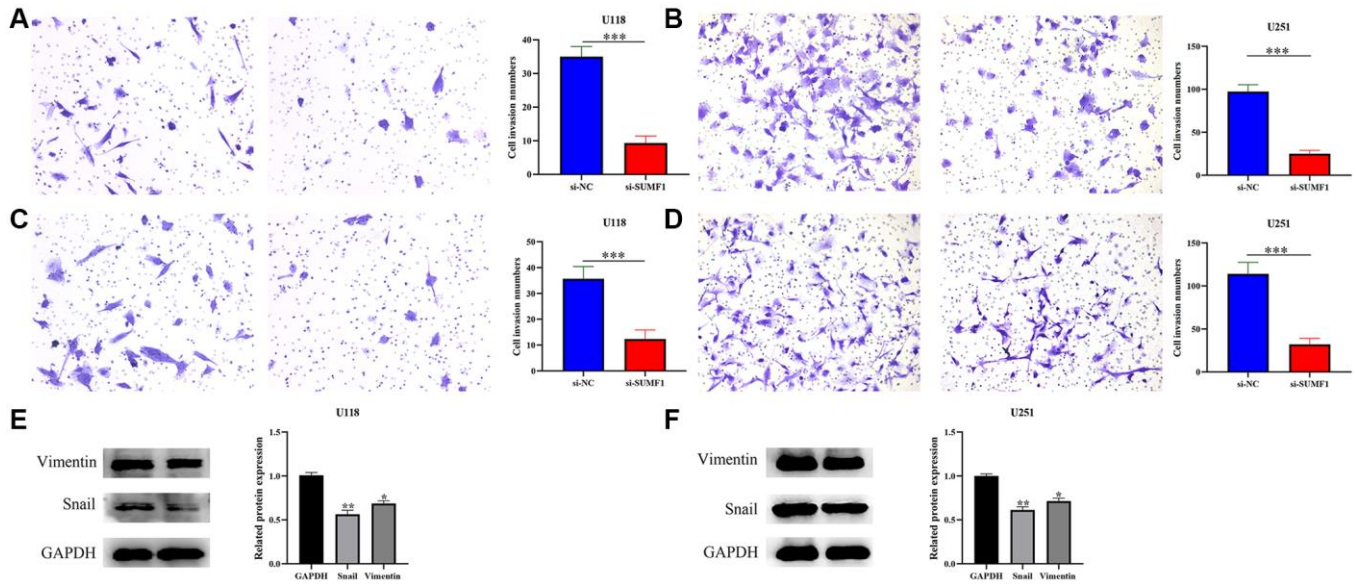 A
U118
Cell invasion nnumbers
40
30
20
10
0
***
si-NC
si-SUMF1
B
U251
Cell invasion nnumbers
150
100
50
0
***
si-NC
si-SUMF1
C
U118
Cell invasion nnumbers
50
40
30
20
10
0
***
si-NC
si-SUMF1
D
U251
Cell invasion nnumbers
150
100
50
0
***
si-NC
si-SUMF1
E
Vimentin
Snail
GAPDH
U118
Related protein expression
1.5
1.0
0.5
0.0
**
*
GAPDH Snail Vimentin
F
Vimentin
Snail
GAPDH
U251
Related protein expression
1.5
1.0
0.5
0.0
**
*
GAPDH Snail Vimentin